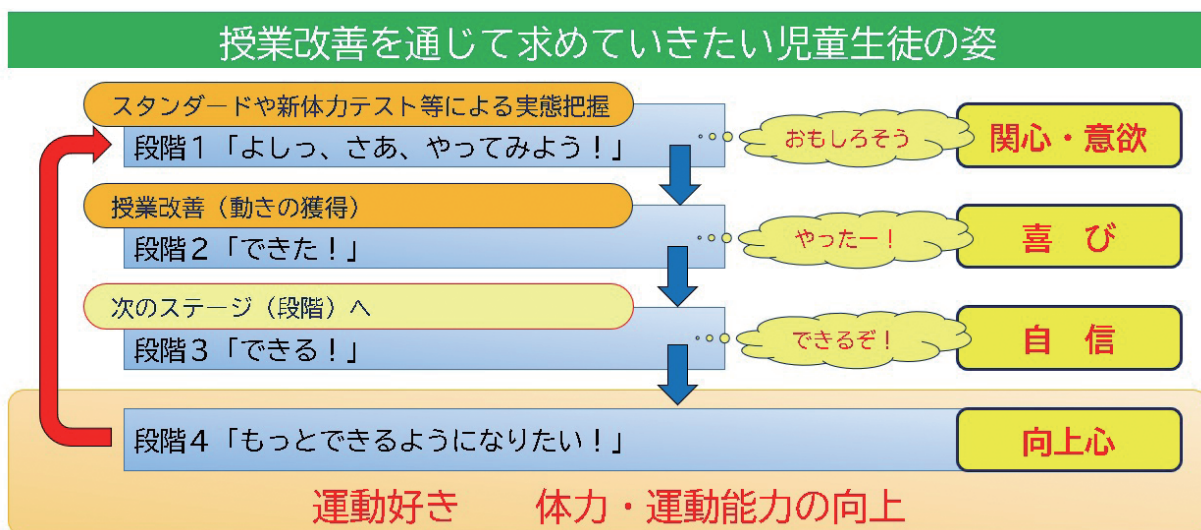 授業改善を通じて求めていきたい児童生徒の姿
スタンダードや新体力テスト等による実態把握
段階1「よしっ、さあ、やってみよう！」
おもしろそう
関心・意欲
授業改善（動きの獲得）
段階2「できた！」
やったー！
喜 び
次のステージ（段階）へ
段階3「できる！」
できるぞ！
自 信
段階4「もっとできるようになりたい！」
向上心
運動好き 体力・運動能力の向上